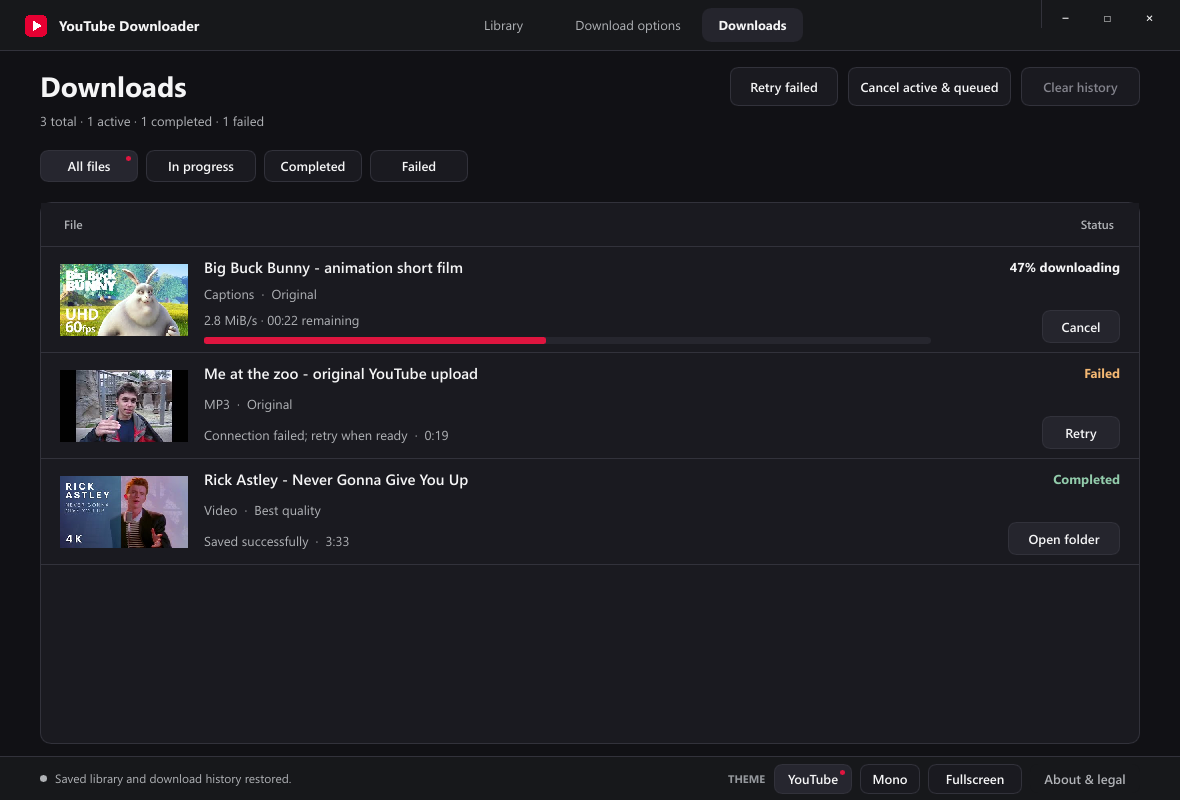 YouTube Downloader
Library
Download options
Downloads
Downloads
Retry failed
Cancel active & queued
Clear history
3 total · 1 active · 1 completed · 1 failed
All files
In progress
Completed
Failed
File
Status
Big Buck
BUNNY
UHD
60fps
Big Buck Bunny - animation short film
47% downloading
Captions · Original
2.8 MiB/s · 00:22 remaining
Cancel
Me at the zoo - original YouTube upload
Failed
MP3 · Original
Connection failed; retry when ready · 0:19
Retry
RICK
ASTLEY
NEVER GONNA
4K
Rick Astley - Never Gonna Give You Up
Completed
Video · Best quality
Saved successfully · 3:33
Open folder
Saved library and download history restored.
THEME
YouTube
Mono
Fullscreen
About & legal